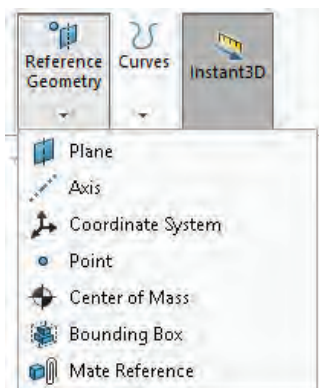 Reference Geometry
Curves
Instant3D
Plane
Axis
Coordinate System
Point
Center of Mass
Bounding Box
Mate Reference